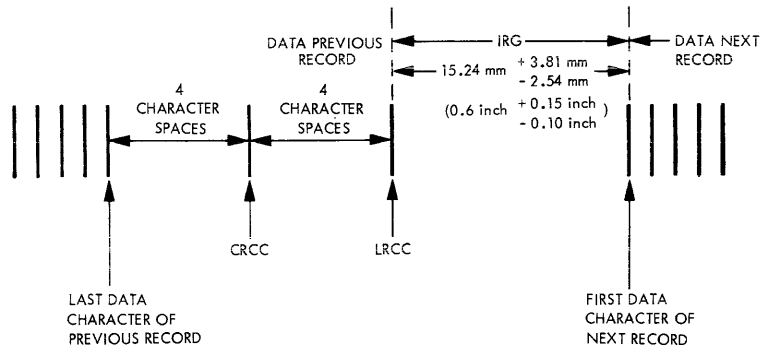 DATA PREVIOUS
RECORD
IRG
DATA NEXT
RECORD
15.24 mm + 3.81 mm
- 2.54 mm
(0.6 inch + 0.15 inch
- 0.10 inch )
4
CHARACTER
SPACES
4
CHARACTER
SPACES
CRCC
LRCC
LAST DATA
CHARACTER OF
PREVIOUS RECORD
FIRST DATA
CHARACTER OF
NEXT RECORD